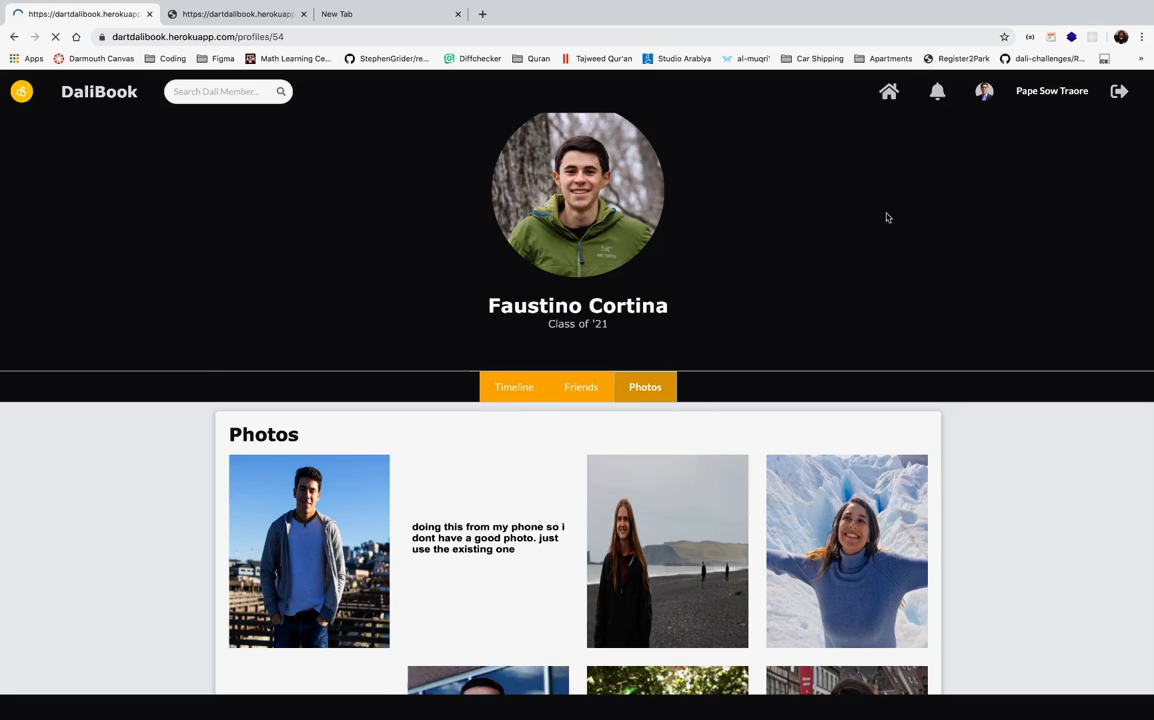 https://dartdalibook.herokuapp
https://dartdalibook.herokuapp
New Tab
dartdalibook.herokuapp.com/profiles/54
Apps
Darmouth Canvas
Coding
Figma
Math Learning Ce...
StephenGrider/re...
Diffchecker
Quran
Tajweed Qur'an
Studio Arabiya
al-muqri'
Car Shipping
Apartments
Register2Park
dali-challenges/R...
»
DaliBook
Search Dali Member...
Pape Sow Traore
Faustino Cortina
Class of '21
Timeline
Friends
Photos
Photos
doing this from my phone so i
dont have a good photo. just
use the existing one